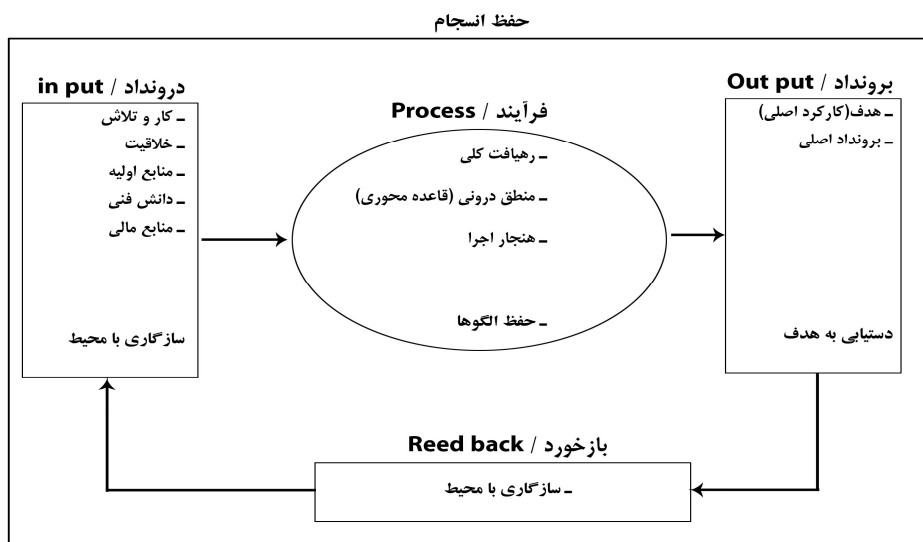 حفظ انسجام
درونداد / in put
ـ کار و تلاش
ـ خلاقیت
ـ منابع اولیه
ـ دانش فنی
ـ منابع مالی
سازگاری با محیط
فرآیند / Process
ـ رهیافت کلی
ـ منطق درونی (قاعده محوری)
ـ هنجار اجرا
ـ حفظ الگوها
برونداد / Out put
ـ هدف(کارکرد اصلی)
ـ برونداد اصلی
دستیابی به هدف
بازخورد / Reed back
ـ سازگاری با محیط